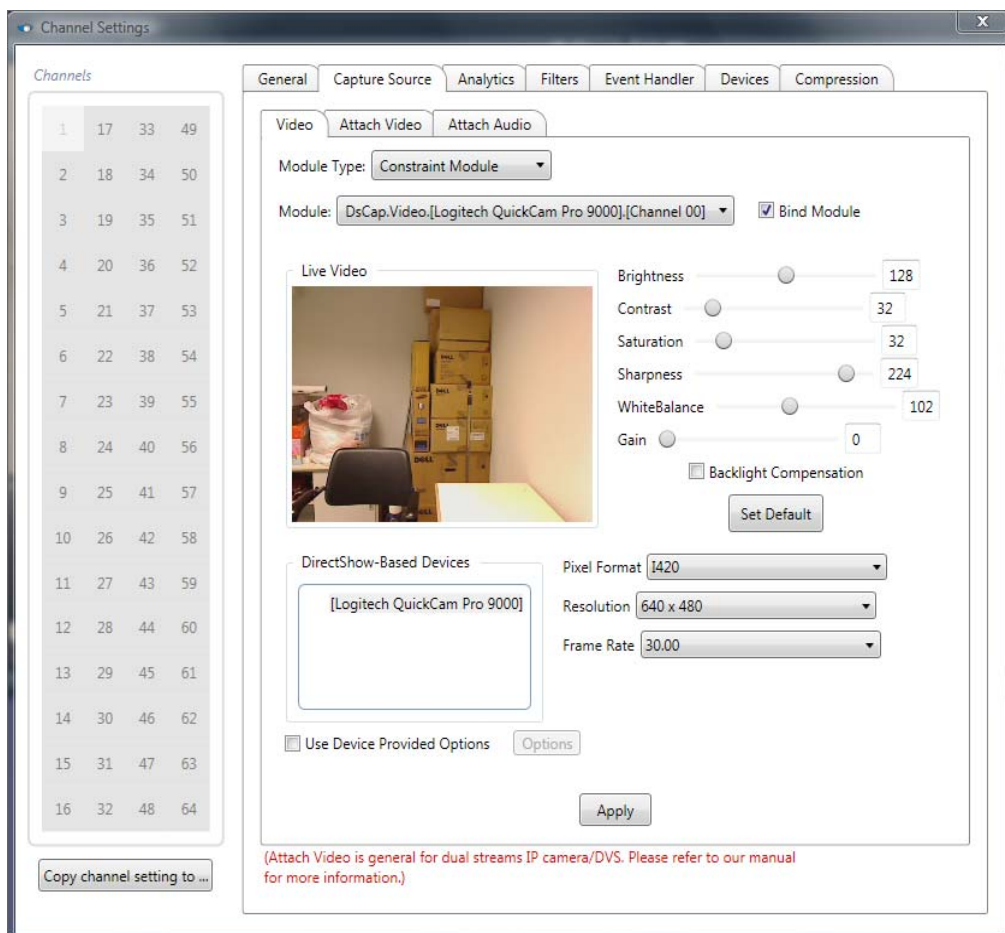 Channel Settings
X
Channels
1 17 33 49
2 18 34 50
3 19 35 51
4 20 36 52
5 21 37 53
6 22 38 54
7 23 39 55
8 24 40 56
9 25 41 57
10 26 42 58
11 27 43 59
12 28 44 60
13 29 45 61
14 30 46 62
15 31 47 63
16 32 48 64
Copy channel setting to ...
General Capture Source Analytics Filters Event Handler Devices Compression
Video Attach Video Attach Audio
Module Type: Constraint Module
Module: DsCap.Video.[Logitech QuickCam Pro 9000].[Channel 00] Bind Module
Live Video
DELL
DELL
DELL
DELL
Brightness 128
Contrast 32
Saturation 32
Sharpness 224
WhiteBalance 102
Gain 0
Backlight Compensation
Set Default
DirectShow-Based Devices
[Logitech QuickCam Pro 9000]
Pixel Format I420
Resolution 640 x 480
Frame Rate 30.00
Use Device Provided Options Options
Apply
(Attach Video is general for dual streams IP camera/DVS. Please refer to our manual
for more information.)